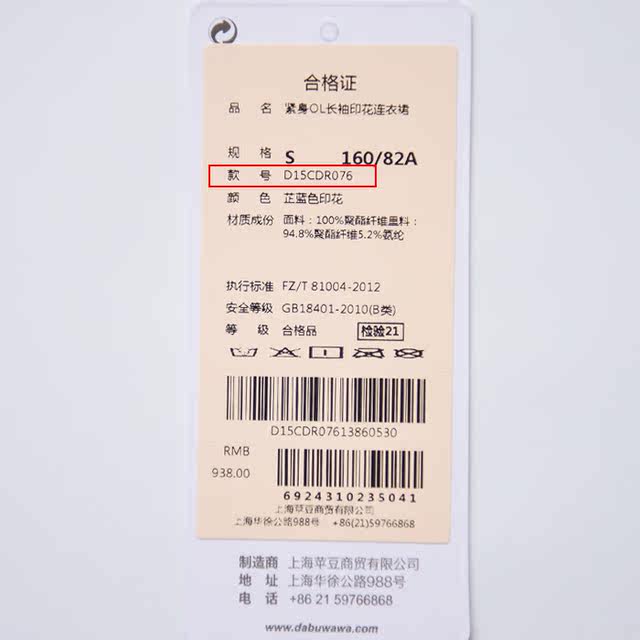 合格证
品 名 紧身OL长袖印花连衣裙
规 格 S 160/82A
款 号 D15CDR076
颜 色 芷蓝色印花
材质成份 面料：100%聚酯纤维里料：
94.8%聚酯纤维5.2%氨纶
执行标准 FZ/T 81004-2012
安全等级 GB18401-2010(B类)
等 级 合格品 检验21
D15CDR07613860530
RMB
938.00
6924310235041
上海苹豆商贸有限公司
上海华徐公路988号 +86(21)59766868
制造商 上海苹豆商贸有限公司
地 址 上海华徐公路988号
电 话 +86 21 59766868
www.dabuwawa.com